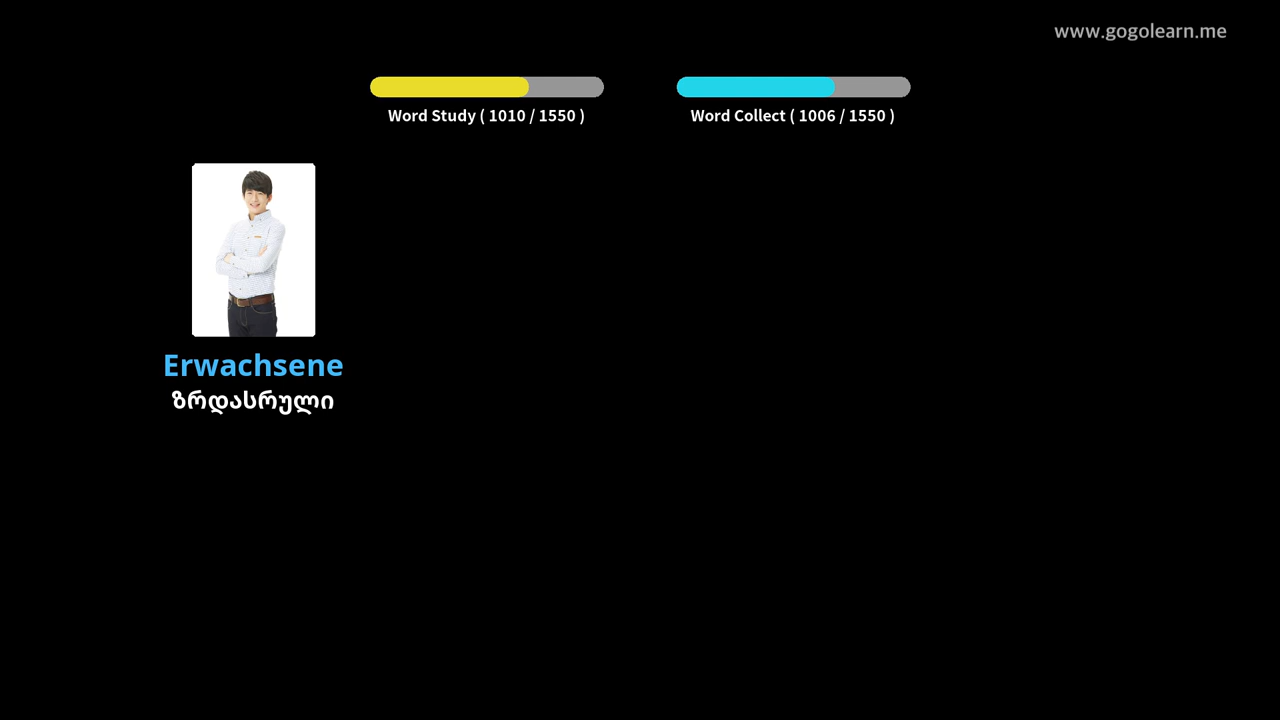 www.gogolearn.me
Word Study ( 1010 / 1550 )
Word Collect ( 1006 / 1550 )
Erwachsene
ზრდასრული